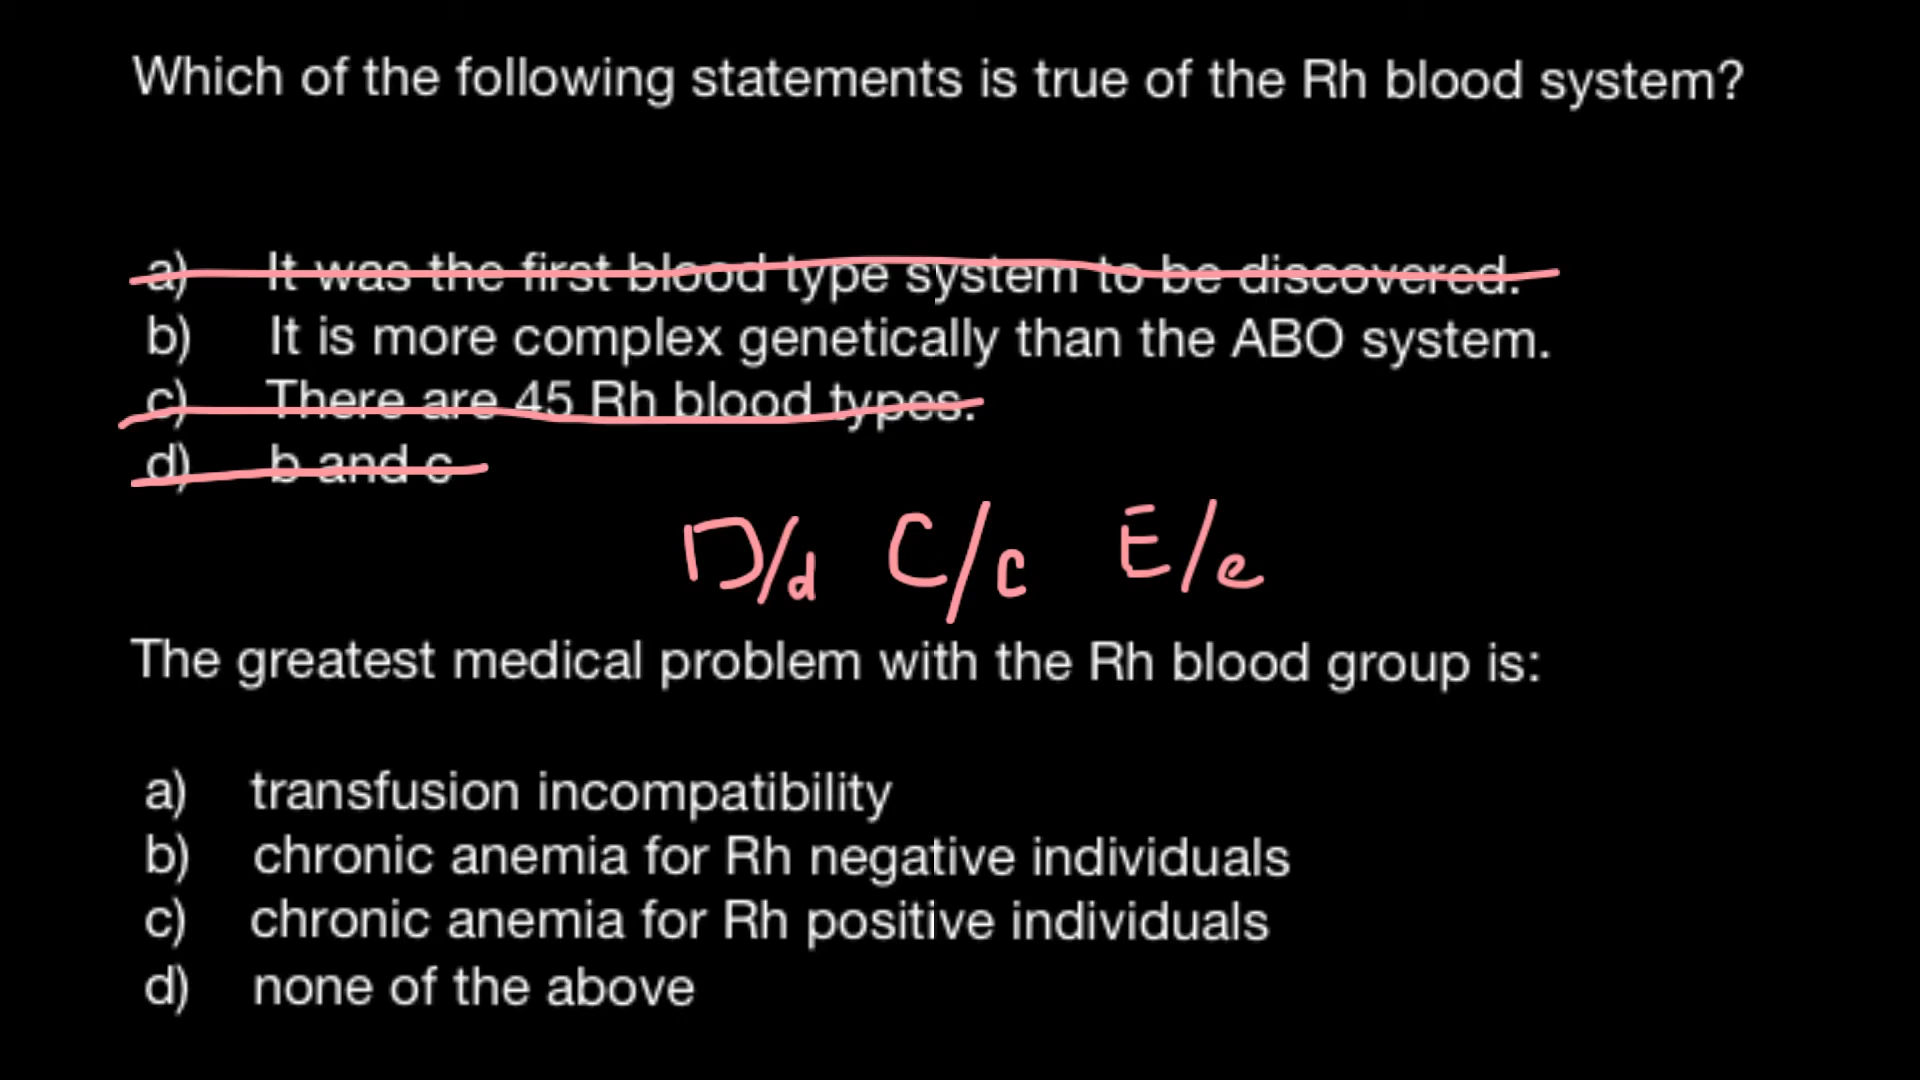 Which of the following statements is true of the Rh blood system?
a) It was the first blood type system to be discovered.
b) It is more complex genetically than the ABO system.
c) There are 45 Rh blood types.
d) b and c
D/d C/c E/e
The greatest medical problem with the Rh blood group is:
a) transfusion incompatibility
b) chronic anemia for Rh negative individuals
c) chronic anemia for Rh positive individuals
d) none of the above